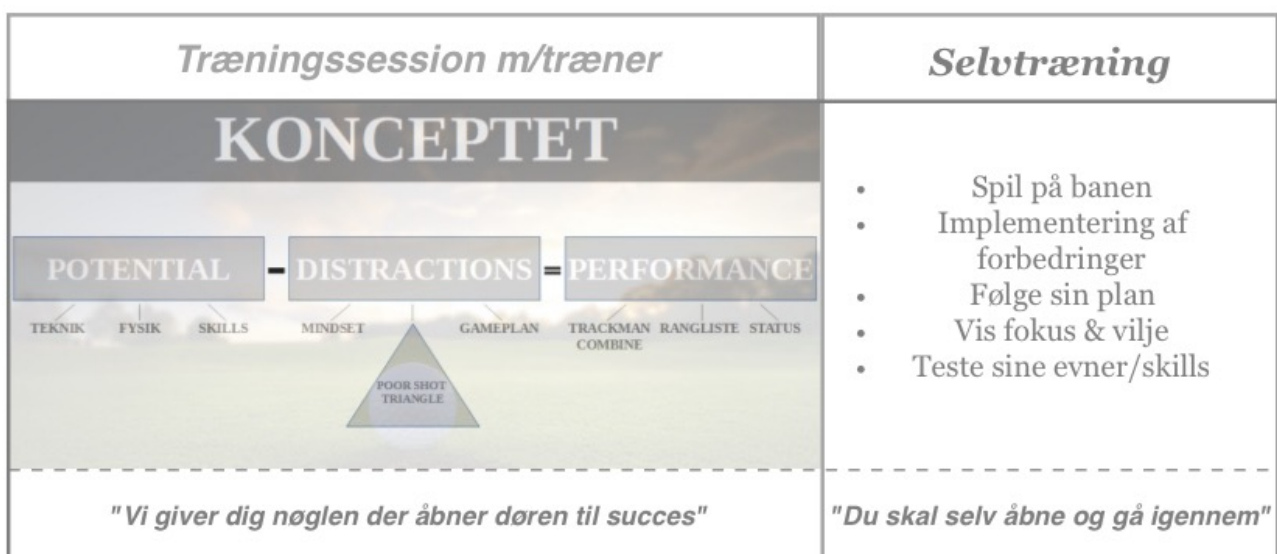 Træningssession m/træner
Selvtræning
KONCEPTET
POTENTIAL - DISTRACTIONS = PERFORMANCE
TEKNIK FYSIK SKILLS MINDSET GAMEPLAN TRACKMAN RANGLISTE STATUS
COMBINE
POOR SHOT
TRIANGLE
• Spil på banen
• Implementering af
forbedringer
• Følge sin plan
• Vis fokus & vilje
• Teste sine evner/skills
"Vi giver dig nøglen der åbner døren til succes"
"Du skal selv åbne og gå igennem"